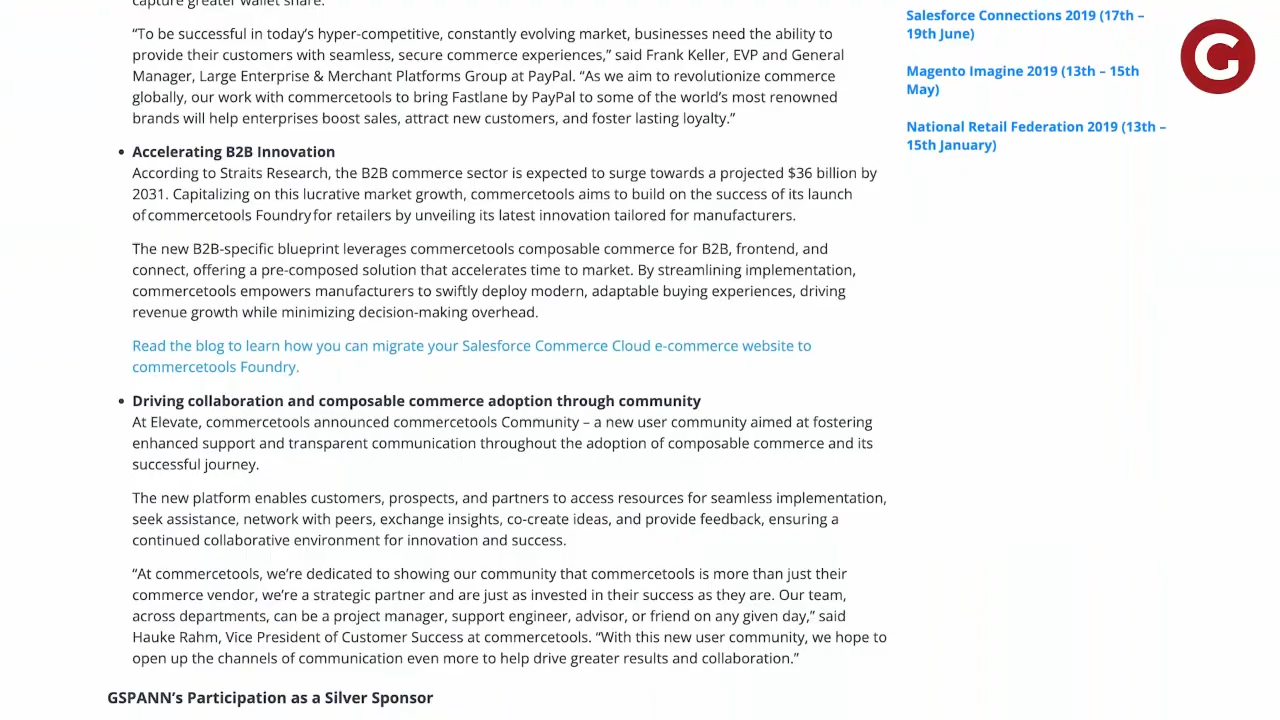 capture greater wallet share.
“To be successful in today’s hyper-competitive, constantly evolving market, businesses need the ability to
provide their customers with seamless, secure commerce experiences,” said Frank Keller, EVP and General
Manager, Large Enterprise & Merchant Platforms Group at PayPal. “As we aim to revolutionize commerce
globally, our work with commercetools to bring Fastlane by PayPal to some of the world’s most renowned
brands will help enterprises boost sales, attract new customers, and foster lasting loyalty.”
• Accelerating B2B Innovation
According to Straits Research, the B2B commerce sector is expected to surge towards a projected $36 billion by
2031. Capitalizing on this lucrative market growth, commercetools aims to build on the success of its launch
of commercetools Foundry for retailers by unveiling its latest innovation tailored for manufacturers.
The new B2B-specific blueprint leverages commercetools composable commerce for B2B, frontend, and
connect, offering a pre-composed solution that accelerates time to market. By streamlining implementation,
commercetools empowers manufacturers to swiftly deploy modern, adaptable buying experiences, driving
revenue growth while minimizing decision-making overhead.
Read the blog to learn how you can migrate your Salesforce Commerce Cloud e-commerce website to
commercetools Foundry.
• Driving collaboration and composable commerce adoption through community
At Elevate, commercetools announced commercetools Community – a new user community aimed at fostering
enhanced support and transparent communication throughout the adoption of composable commerce and its
successful journey.
The new platform enables customers, prospects, and partners to access resources for seamless implementation,
seek assistance, network with peers, exchange insights, co-create ideas, and provide feedback, ensuring a
continued collaborative environment for innovation and success.
“At commercetools, we’re dedicated to showing our community that commercetools is more than just their
commerce vendor, we’re a strategic partner and are just as invested in their success as they are. Our team,
across departments, can be a project manager, support engineer, advisor, or friend on any given day,” said
Hauke Rahm, Vice President of Customer Success at commercetools. “With this new user community, we hope to
open up the channels of communication even more to help drive greater results and collaboration.”
GSPANN’s Participation as a Silver Sponsor
Salesforce Connections 2019 (17th –
19th June)
Magento Imagine 2019 (13th – 15th
May)
National Retail Federation 2019 (13th –
15th January)
G